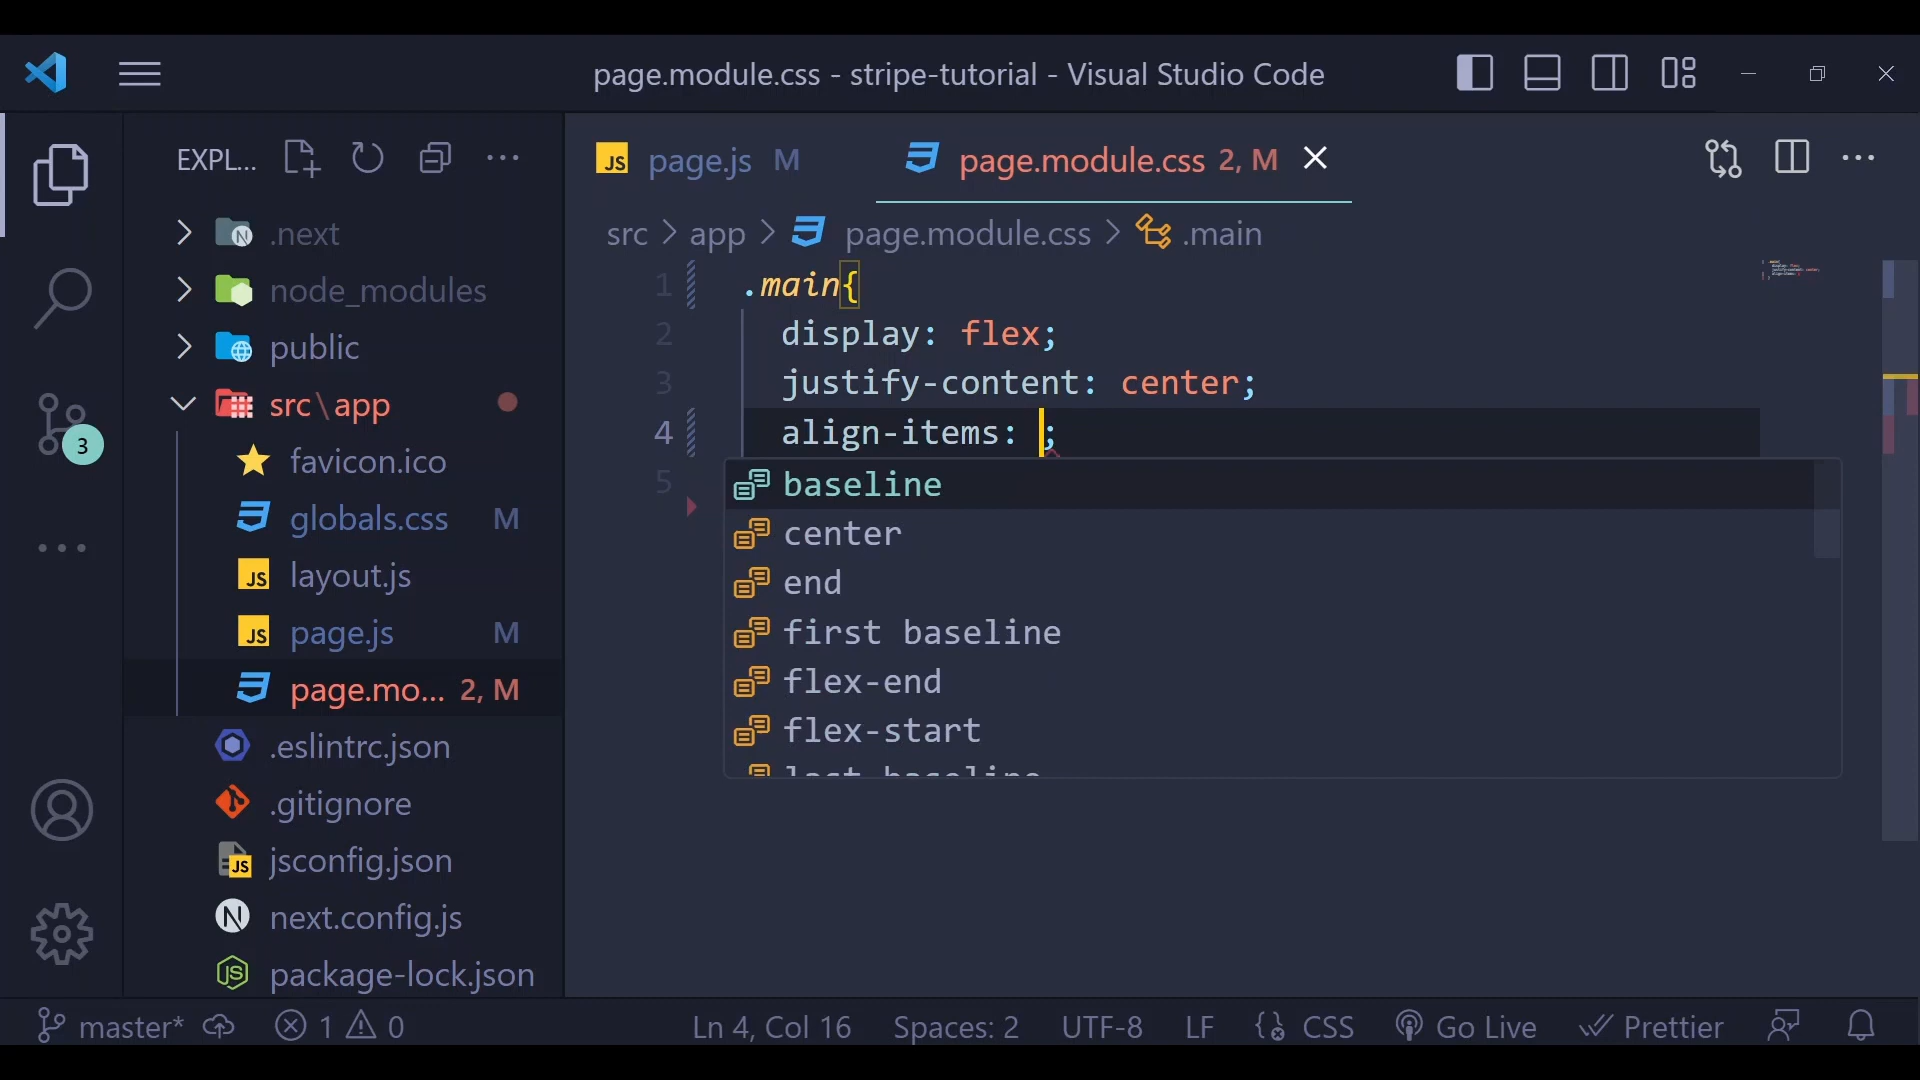 page.module.css - stripe-tutorial - Visual Studio Code
EXPL...
page.js M
page.module.css 2, M
src > app > page.module.css > .main
.next
node_modules
public
src\app
favicon.ico
globals.css M
layout.js
page.js M
page.mo... 2, M
.eslintrc.json
.gitignore
jsconfig.json
next.config.js
package-lock.json
3
1 .main{
2 display: flex;
3 justify-content: center;
4 align-items: ;
5
baseline
center
end
first baseline
flex-end
flex-start
last baseline
master* 1 0 Ln 4, Col 16 Spaces: 2 UTF-8 LF CSS Go Live Prettier